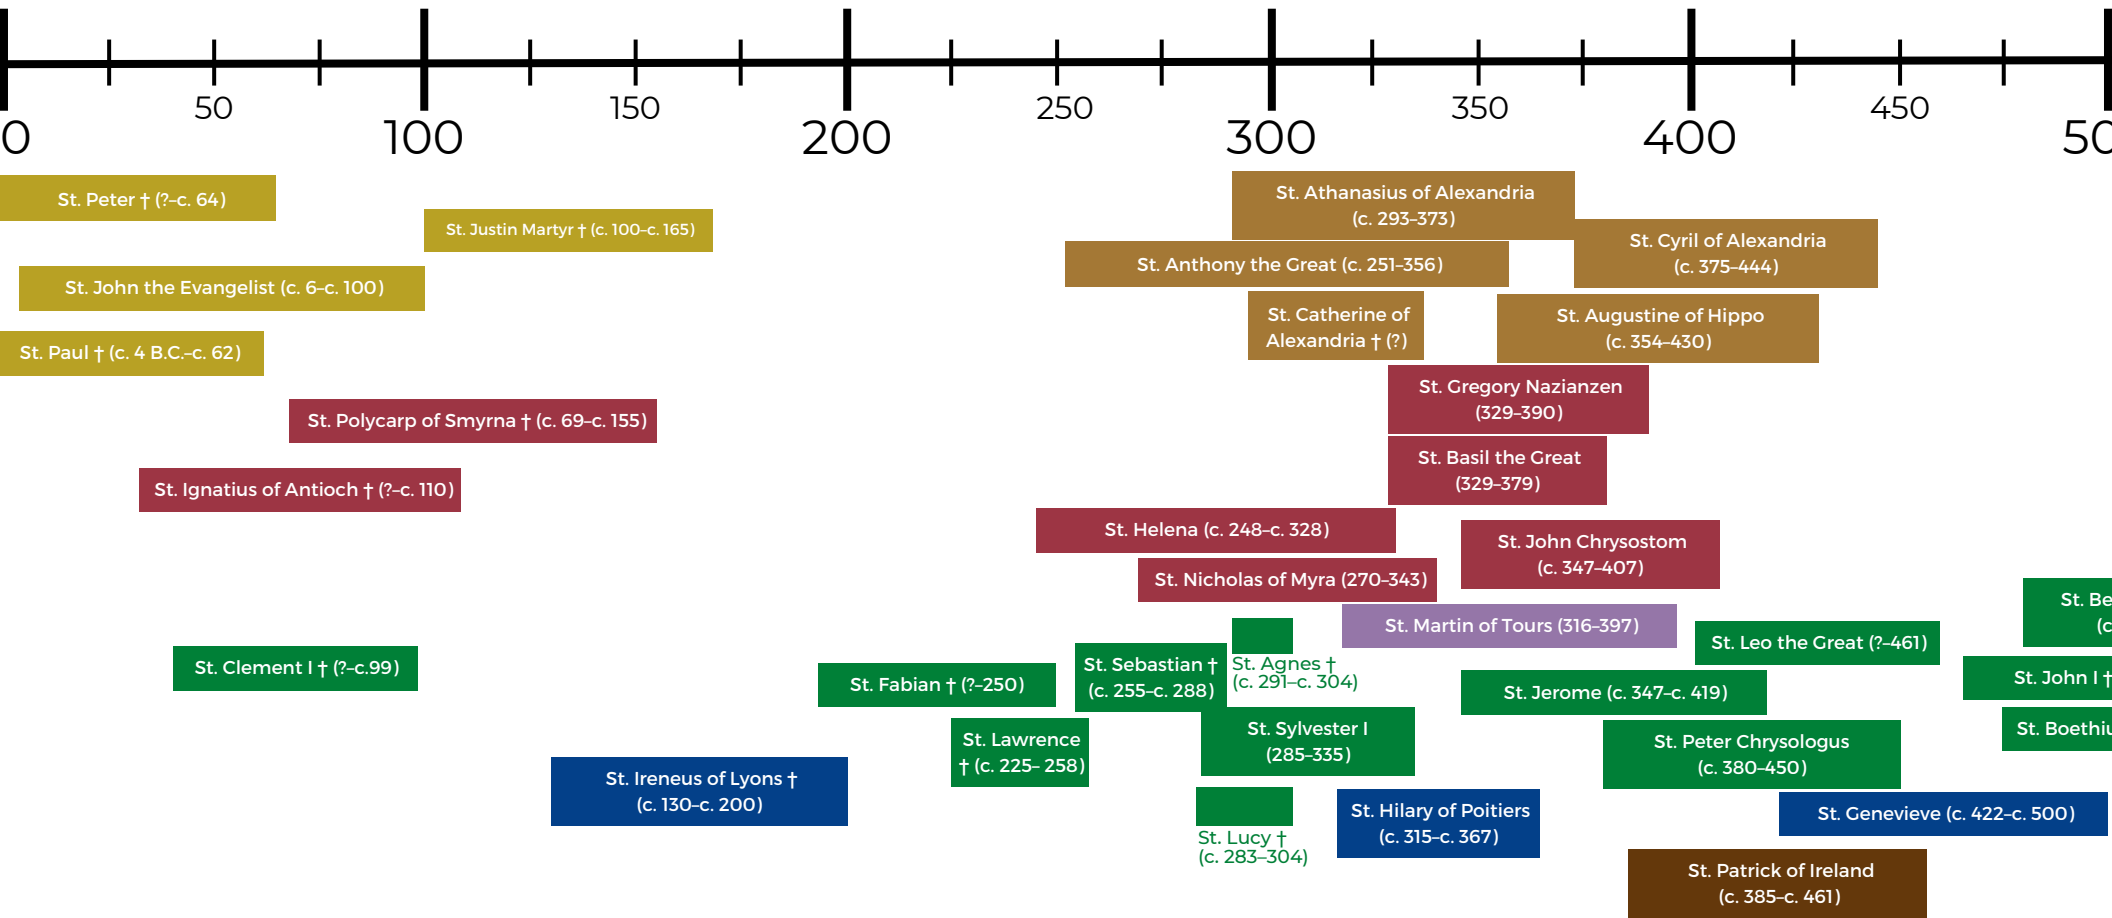 50
150
250
350
450
0
100
200
300
400
50
St. Peter † (?–c. 64)
St. Justin Martyr † (c. 100–c. 165)
St. John the Evangelist (c. 6–c. 100)
St. Paul † (c. 4 B.C.–c. 62)
St. Athanasius of Alexandria
(c. 293–373)
St. Cyril of Alexandria
(c. 375–444)
St. Anthony the Great (c. 251–356)
St. Catherine of
Alexandria † (?)
St. Augustine of Hippo
(c. 354–430)
St. Gregory Nazianzen
(329–390)
St. Polycarp of Smyrna † (c. 69–c. 155)
St. Basil the Great
(329–379)
St. Ignatius of Antioch † (?–c. 110)
St. Helena (c. 248–c. 328)
St. John Chrysostom
(c. 347–407)
St. Nicholas of Myra (270–343)
St. Martin of Tours (316–397)
St. Be
(c
St. Leo the Great (?–461)
St. Clement I † (?–c.99)
St. Fabian † (?–250)
St. Sebastian †
(c. 255–c. 288)
St. Agnes †
(c. 291–c. 304)
St. Jerome (c. 347–c. 419)
St. John I †
St. Lawrence
† (c. 225– 258)
St. Sylvester I
(285–335)
St. Peter Chrysologus
(c. 380–450)
St. Boethiu
St. Ireneus of Lyons †
(c. 130–c. 200)
St. Lucy †
(c. 283–304)
St. Hilary of Poitiers
(c. 315–c. 367)
St. Genevieve (c. 422–c. 500)
St. Patrick of Ireland
(c. 385–c. 461)